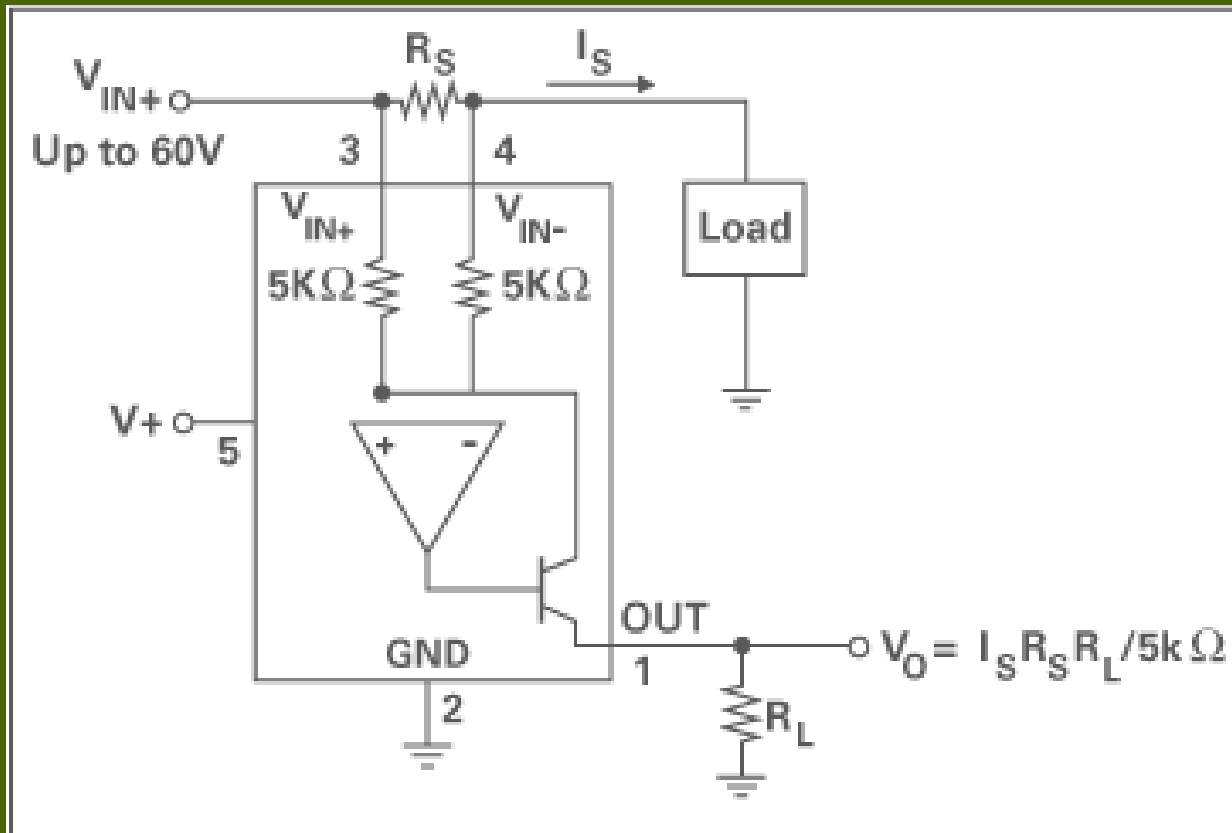 R_S
I_S
V_IN+
Up to 60V
3
4
V_IN+
V_IN-
5KΩ
5KΩ
Load
V+
5
+
-
OUT
GND
1
2
V_O = I_S R_S R_L/5kΩ
R_L